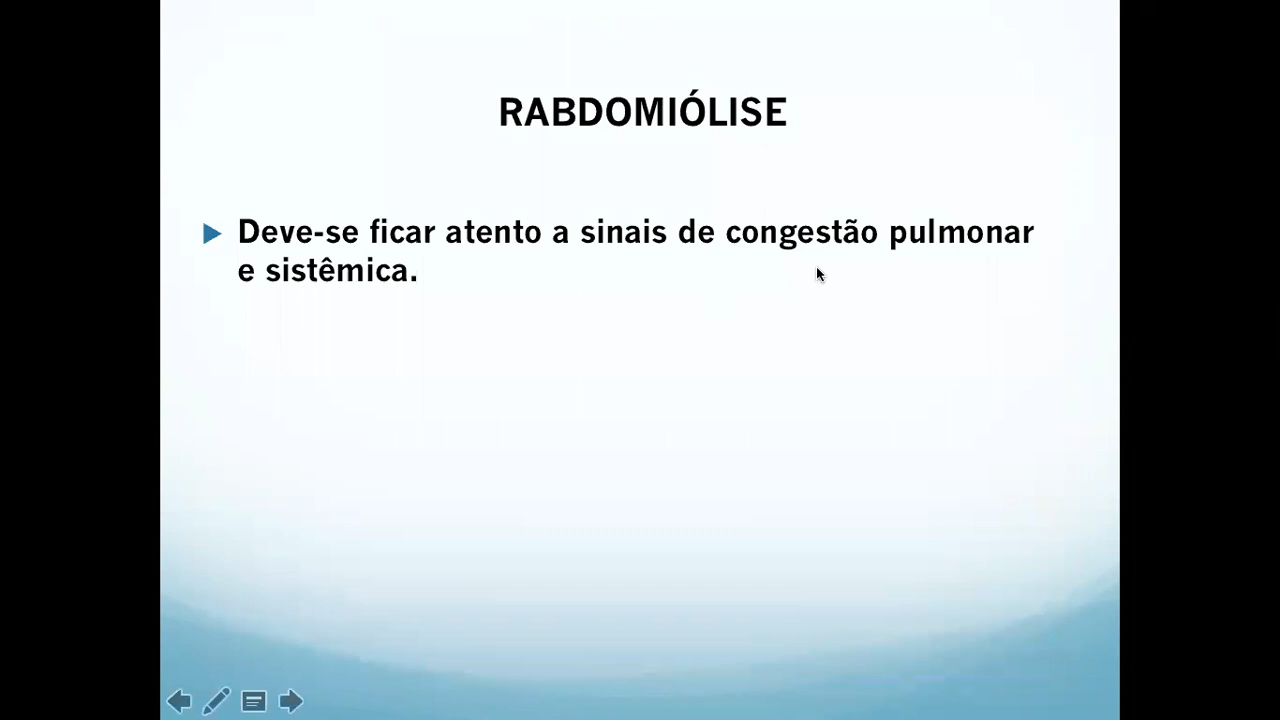 RABDOMIÓLISE
Deve-se ficar atento a sinais de congestão pulmonar
e sistêmica.